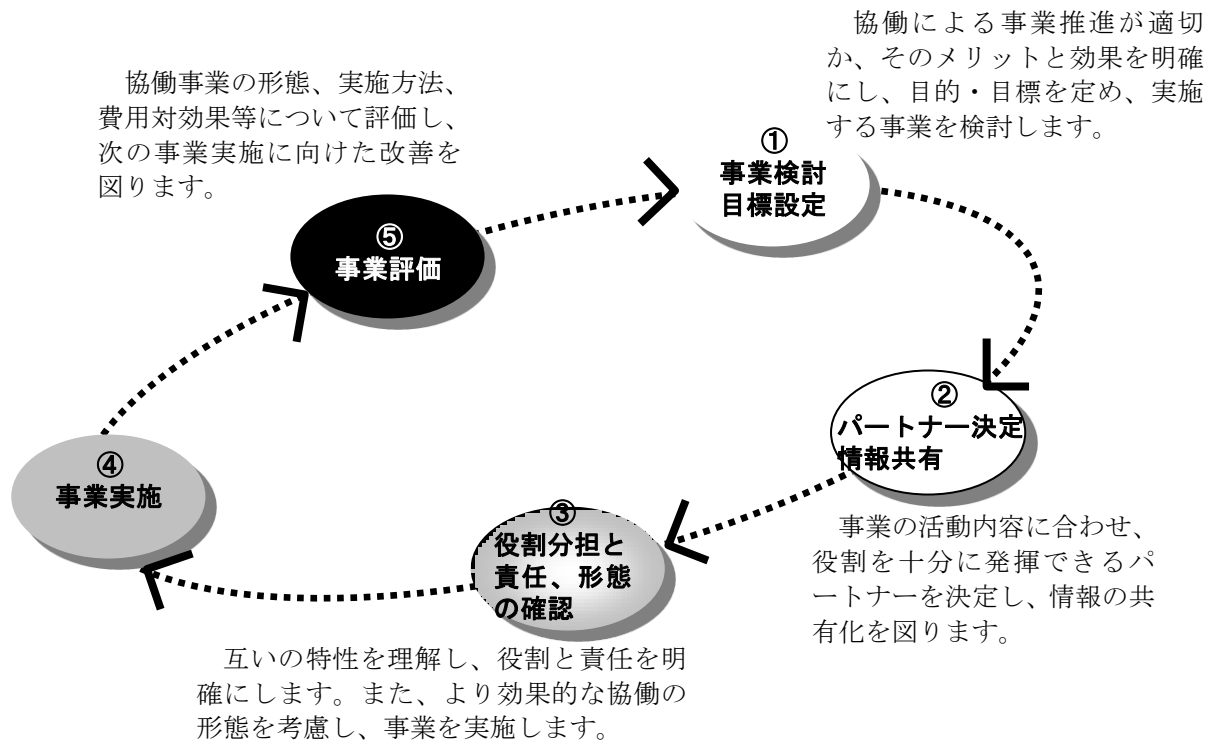 協働による事業推進が適切
か、そのメリットと効果を明確
にし、目的・目標を定め、実施
する事業を検討します。
①
事業検討
目標設定
②
パートナー決定
情報共有
事業の活動内容に合わせ、
役割を十分に発揮できるパ
ートナーを決定し、情報の共
有化を図ります。
③
役割分担と
責任、形態
の確認
互いの特性を理解し、役割と責任を明
確にします。また、より効果的な協働の
形態を考慮し、事業を実施します。
④
事業実施
⑤
事業評価
協働事業の形態、実施方法、
費用対効果等について評価し、
次の事業実施に向けた改善を
図ります。